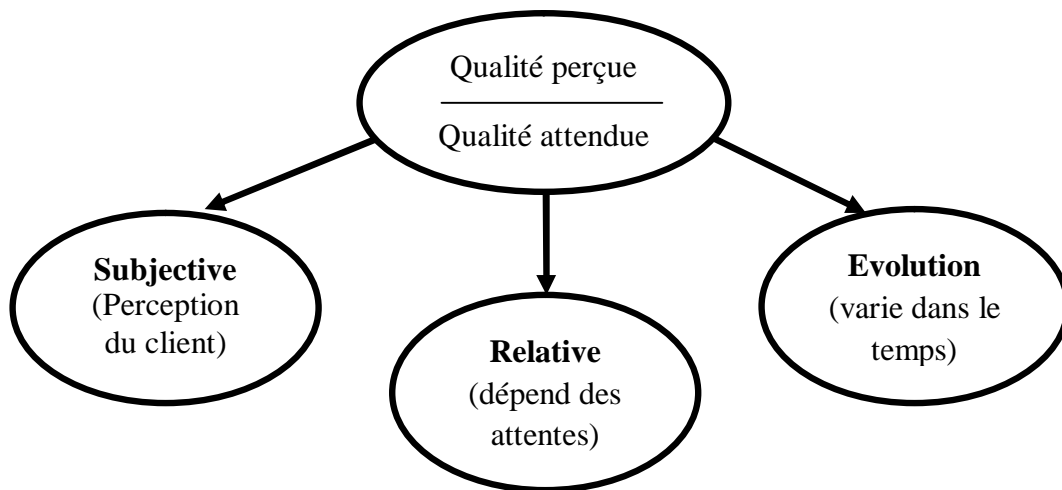 Qualité perçue
Qualité attendue
Subjective
(Perception
du client)
Relative
(dépend des
attentes)
Evolution
(varie dans le
temps)